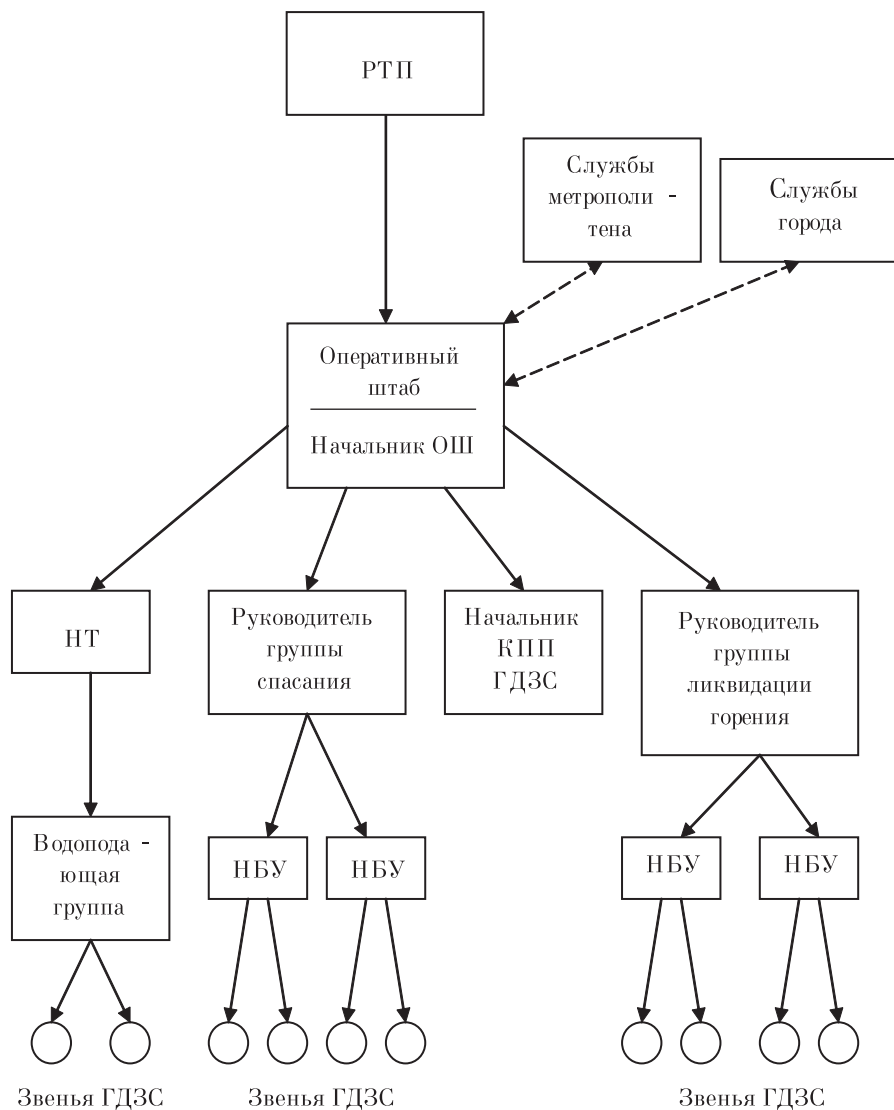 РТП
Службы
метрополи -
тена
Службы
города
Оперативный
штаб
Начальник ОШ
НТ
Руководитель
группы
спасания
Начальник
КПП
ГДЗС
Руководитель
группы
ликвидации
горения
Водопода -
ющая
группа
НБУ
НБУ
НБУ
НБУ
Звенья ГДЗС
Звенья ГДЗС
Звенья ГДЗС